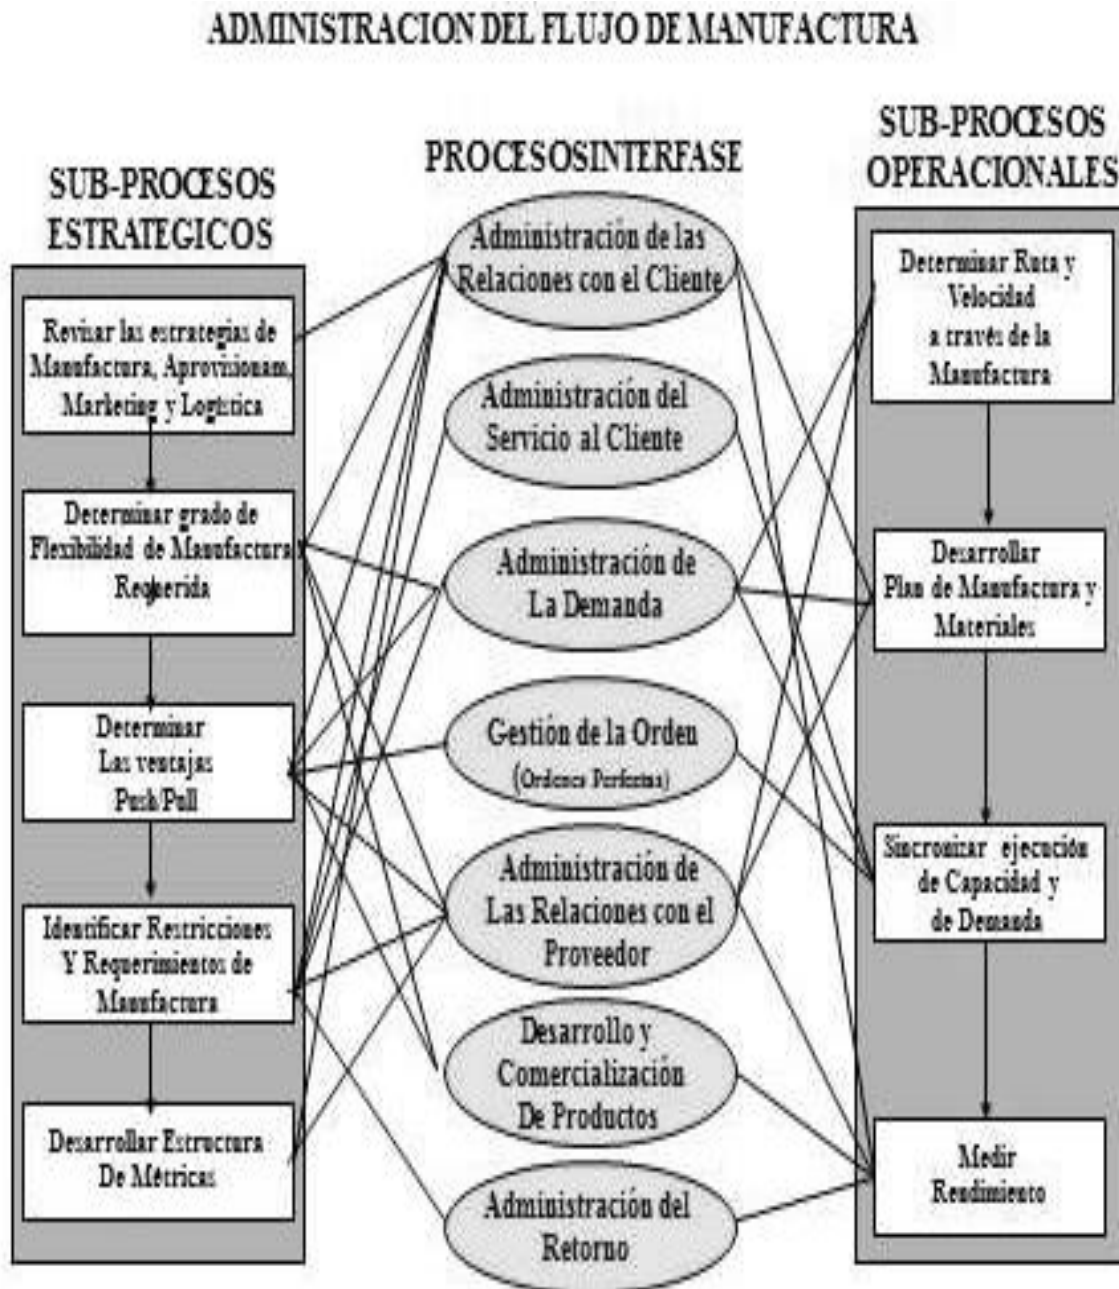 ADMINISTRACION DEL FLUJO DE MANUFACTURA
SUB-PROCESOS
ESTRATEGICOS
Revisar las estrategias de
Manufactura, Aprovisionam,
Marketing y Logística
Determinar grado de
Flexibilidad de Manufactura
Requerida
Determinar
Las ventajas
Push/Pull
Identificar Restricciones
Y Requerimientos de
Manufactura
Desarrollar Estructura
De Métricas
PROCESOSINTERFASE
Administración de las
Relaciones con el Cliente
Administración del
Servicio al Cliente
Administración de
La Demanda
Gestión de la Orden
(Ordenes Perfectas)
Administración de
Las Relaciones con el
Proveedor
Desarrollo y
Comercialización
De Productos
Administración del
Retorno
SUB-PROCESOS
OPERACIONALES
Determinar Ruta y
Velocidad
a través de la
Manufactura
Desarrollar
Plan de Manufactura y
Materiales
Sincronizar ejecución
de Capacidad y
de Demanda
Medir
Rendimiento